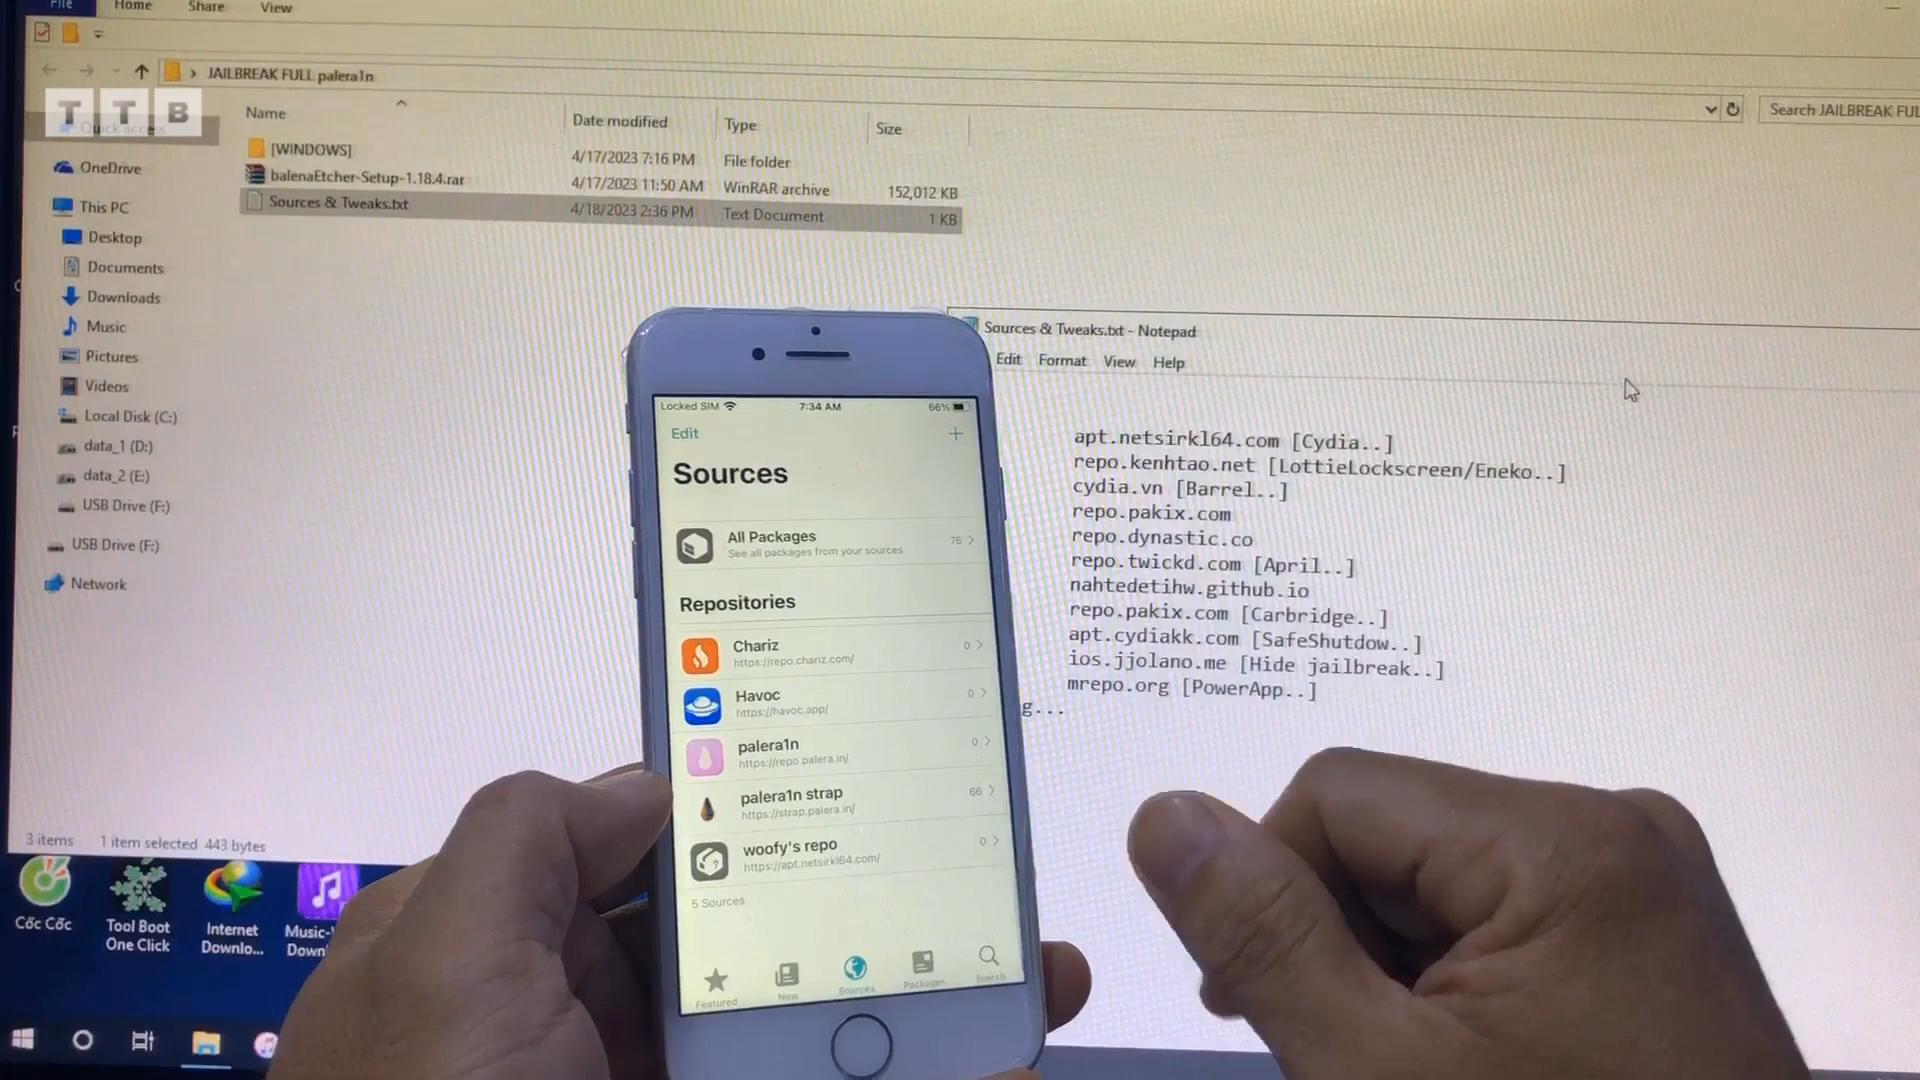 File Home Share View
JAILBREAK FULL palera1n
Search JAILBREAK FUL
TTB
Quick access
Name Date modified Type Size
[WINDOWS] 4/17/2023 7:16 PM File folder
balenaEtcher-Setup-1.18.4.rar 4/17/2023 11:50 AM WinRAR archive 152,012 KB
Sources & Tweaks.txt 4/18/2023 2:36 PM Text Document 1 KB
OneDrive
This PC
Desktop
Documents
Downloads
Music
Pictures
Videos
Local Disk (C:)
data_1 (D:)
data_2 (E:)
USB Drive (F:)
USB Drive (F:)
Network
3 items 1 item selected 443 bytes
Sources & Tweaks.txt - Notepad
Edit Format View Help
apt.netsirkl64.com [Cydia..]
repo.kenhtao.net [LottieLockscreen/Eneko..]
cydia.vn [Barrel..]
repo.pakix.com
repo.dynastic.co
repo.twickd.com [April..]
nahtedetihw.github.io
repo.pakix.com [Carbridge..]
apt.cydiakk.com [SafeShutdow..]
ios.jjolano.me [Hide jailbreak..]
mrepo.org [PowerApp..]
g...
Locked SIM 7:34 AM 66%
Edit +
Sources
All Packages 75
See all packages from your sources
Repositories
Chariz 0
https://repo.chariz.com/
Havoc 0
https://havoc.app/
palera1n 0
https://repo.palera.in/
palera1n strap 66
https://strap.palera.in/
woofy's repo 0
https://apt.netsirkl64.com/
5 Sources
Featured New Sources Packages Search
Cốc Cốc
Tool Boot One Click
Internet Downlo...
Music-
Down